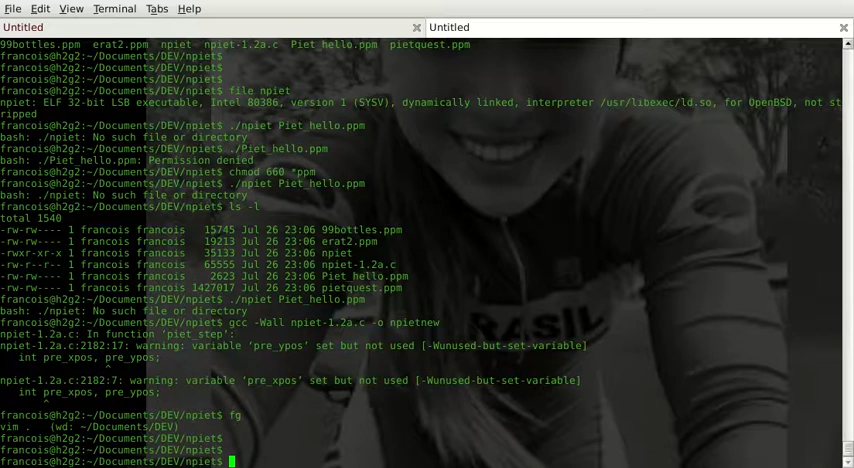 File Edit View Terminal Tabs Help
Untitled Untitled
99bottles.ppm erat2.ppm npiet npiet-1.2a.c Piet_hello.ppm pietquest.ppm
francois@h2g2:~/Documents/DEV/npiet$
francois@h2g2:~/Documents/DEV/npiet$
francois@h2g2:~/Documents/DEV/npiet$
francois@h2g2:~/Documents/DEV/npiet$ file npiet
npiet: ELF 32-bit LSB executable, Intel 80386, version 1 (SYSV), dynamically linked, interpreter /usr/libexec/ld.so, for OpenBSD, not st
ripped
francois@h2g2:~/Documents/DEV/npiet$ ./npiet Piet_hello.ppm
bash: ./npiet: No such file or directory
francois@h2g2:~/Documents/DEV/npiet$ ./Piet_hello.ppm
bash: ./Piet_hello.ppm: Permission denied
francois@h2g2:~/Documents/DEV/npiet$ chmod 660 *ppm
francois@h2g2:~/Documents/DEV/npiet$ ./npiet Piet_hello.ppm
bash: ./npiet: No such file or directory
francois@h2g2:~/Documents/DEV/npiet$ ls -l
total 1540
-rw-rw---- 1 francois francois 15745 Jul 26 23:06 99bottles.ppm
-rw-rw---- 1 francois francois 19213 Jul 26 23:06 erat2.ppm
-rwxr-xr-x 1 francois francois 35133 Jul 26 23:06 npiet
-rw-r--r-- 1 francois francois 65555 Jul 26 23:06 npiet-1.2a.c
-rw-rw---- 1 francois francois 2623 Jul 26 23:06 Piet_hello.ppm
-rw-rw---- 1 francois francois 1427017 Jul 26 23:06 pietquest.ppm
francois@h2g2:~/Documents/DEV/npiet$ ./npiet Piet_hello.ppm
bash: ./npiet: No such file or directory
francois@h2g2:~/Documents/DEV/npiet$ gcc -Wall npiet-1.2a.c -o npietnew
npiet-1.2a.c: In function ‘piet_step’:
npiet-1.2a.c:2182:17: warning: variable ‘pre_ypos’ set but not used [-Wunused-but-set-variable]
int pre_xpos, pre_ypos;
^
npiet-1.2a.c:2182:7: warning: variable ‘pre_xpos’ set but not used [-Wunused-but-set-variable]
int pre_xpos, pre_ypos;
^
francois@h2g2:~/Documents/DEV/npiet$ fg
vim . (wd: ~/Documents/DEV)
francois@h2g2:~/Documents/DEV/npiet$
francois@h2g2:~/Documents/DEV/npiet$
francois@h2g2:~/Documents/DEV/npiet$
RASIL